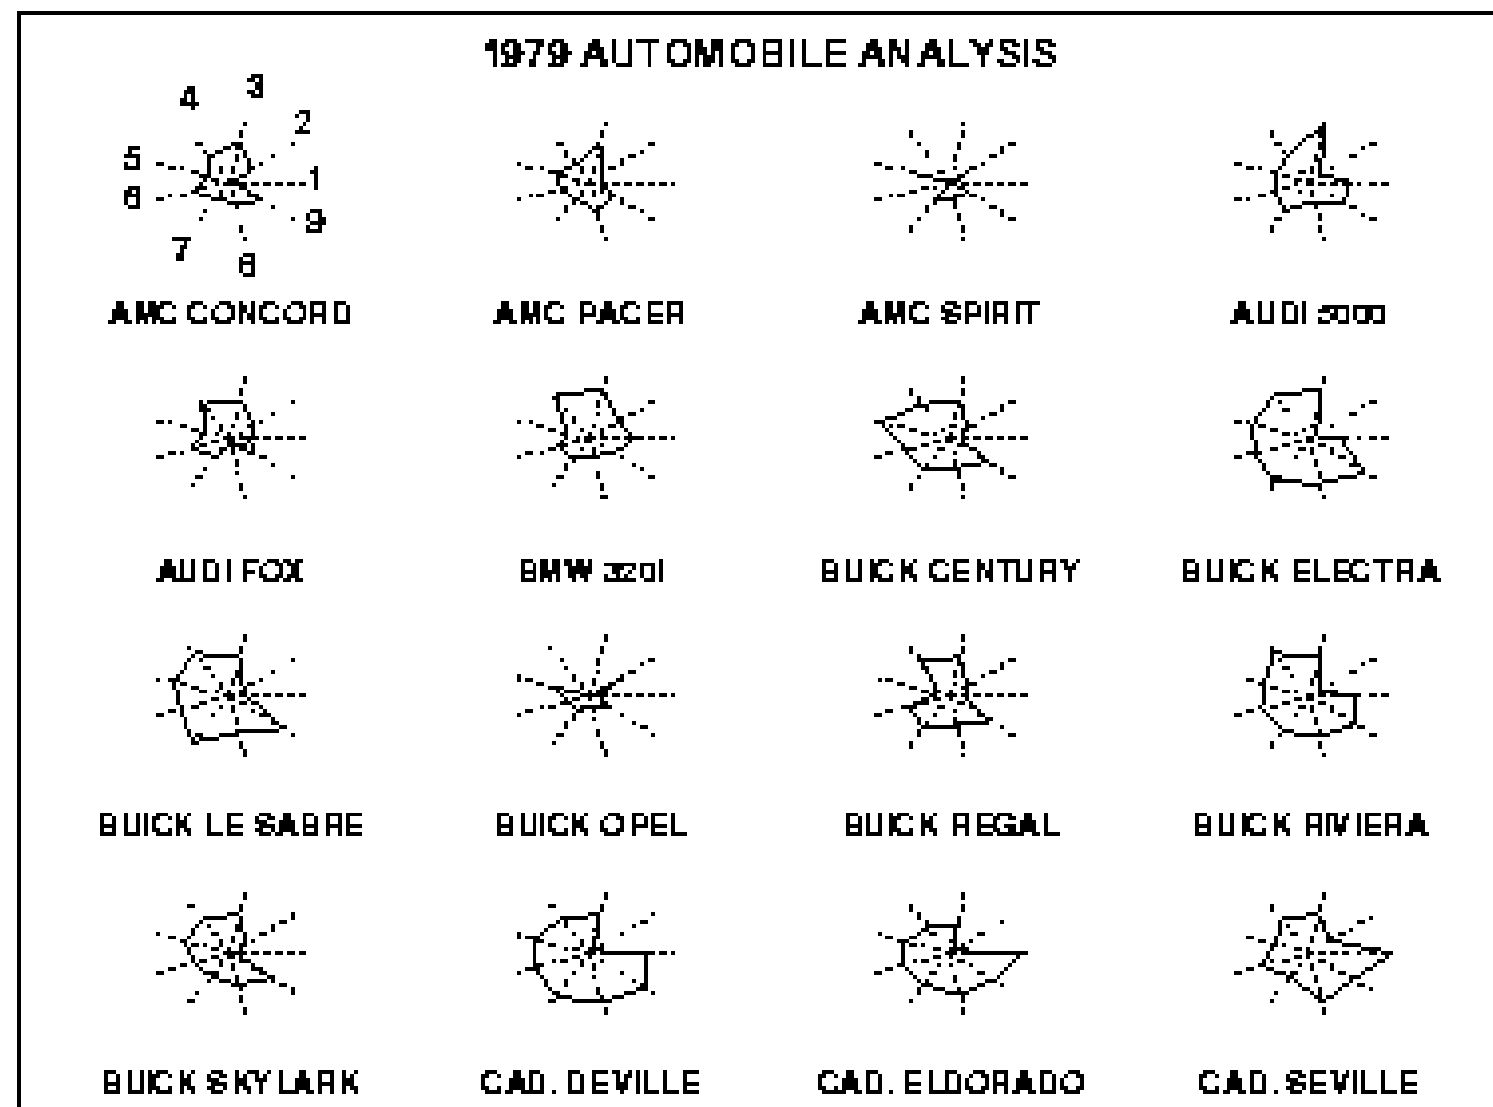 1979 AUTOMOBILE ANALYSIS
4 3
2
5
1
6
9
7
8
AMC CONCORD AMC PACER AMC SPIRIT AUDI 5000
AUDI FOX BMW 320i BUICK CENTURY BUICK ELECTRA
BUICK LE SABRE BUICK OPEL BUICK REGAL BUICK RIVIERA
BUICK SKYLARK CAD. DEVILLE CAD. ELDORADO CAD. SEVILLE